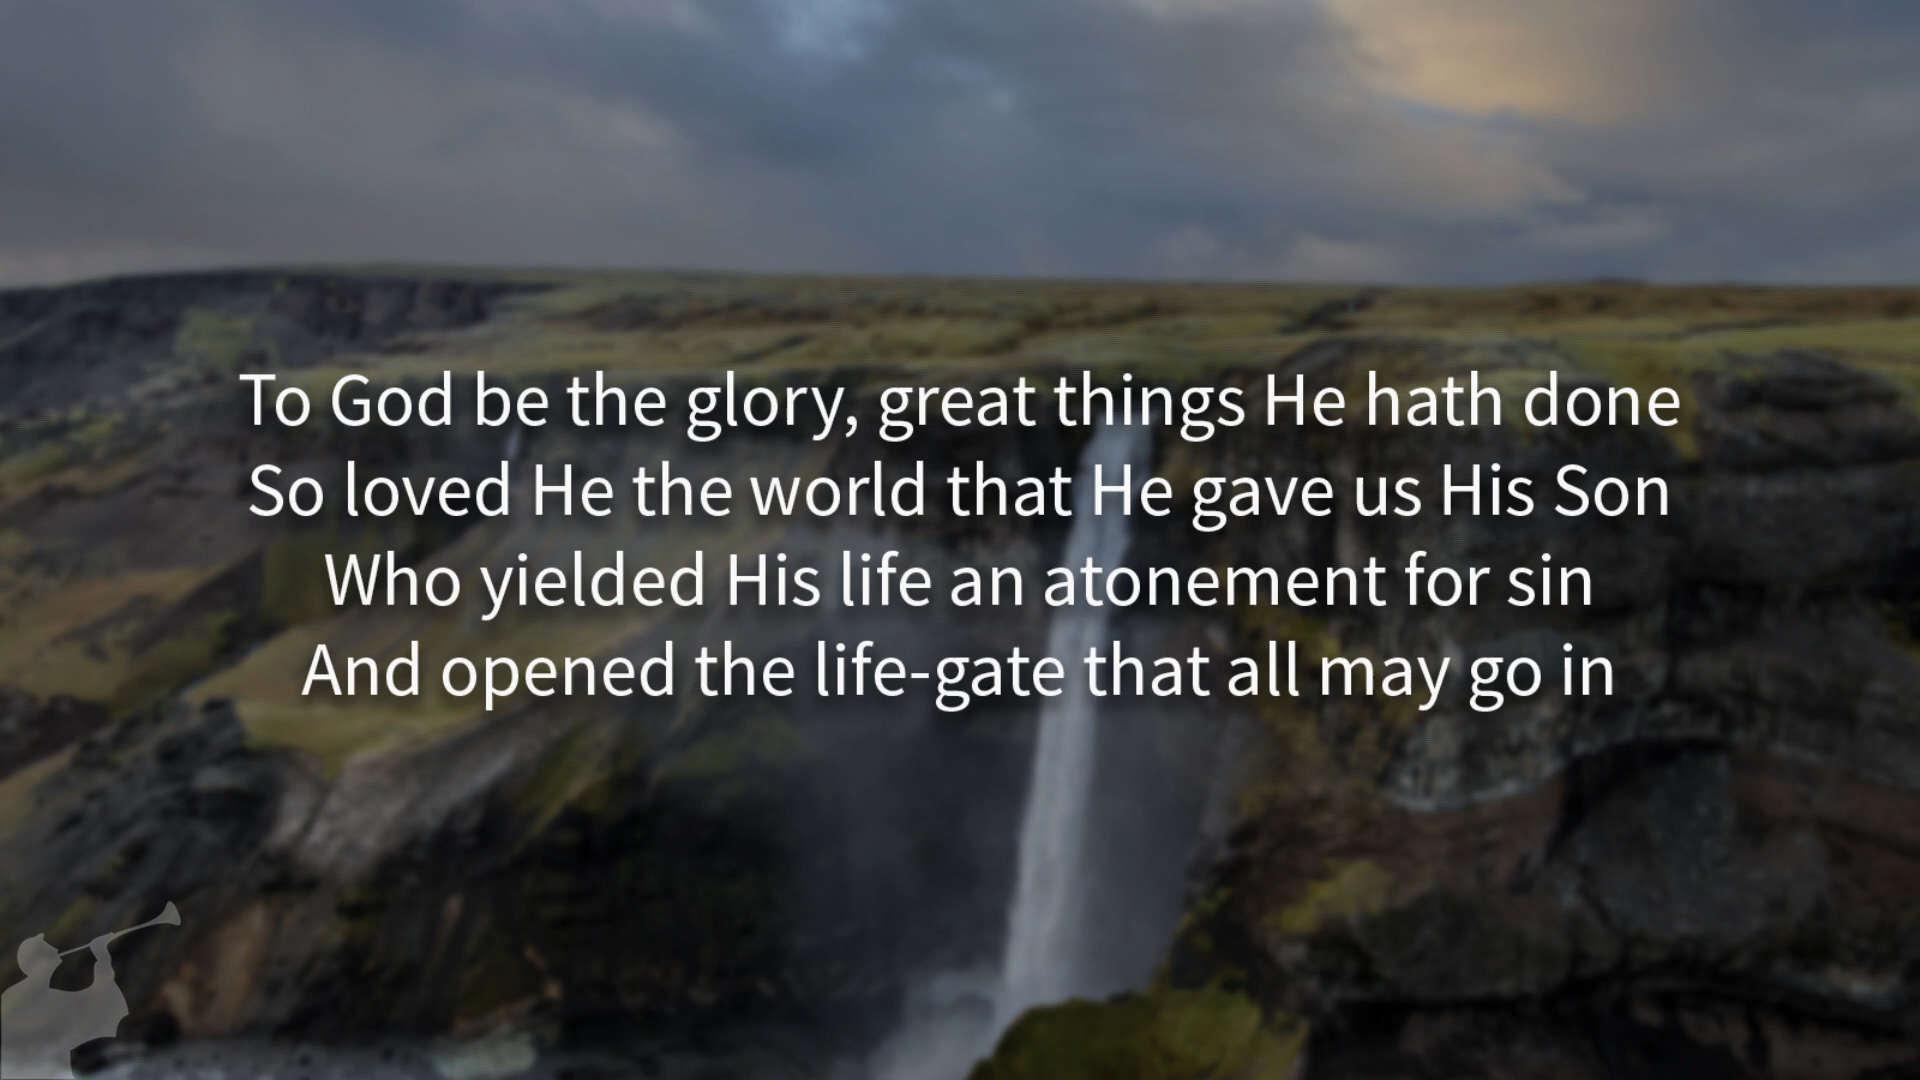 To God be the glory, great things He hath done
So loved He the world that He gave us His Son
Who yielded His life an atonement for sin
And opened the life-gate that all may go in